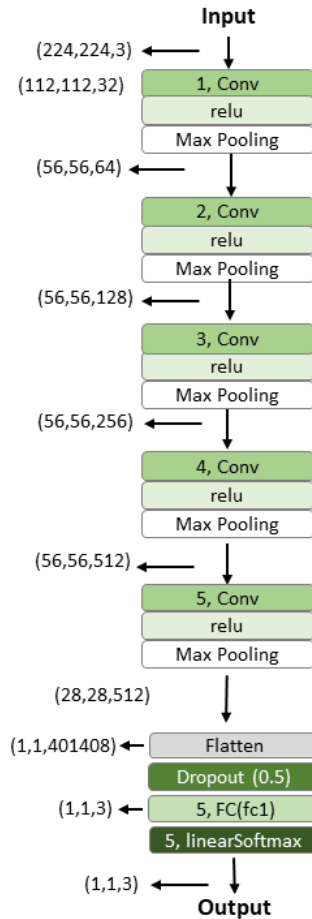 Input
(224,224,3)
(112,112,32)
1, Conv
relu
Max Pooling
(56,56,64)
2, Conv
relu
Max Pooling
(56,56,128)
3, Conv
relu
Max Pooling
(56,56,256)
4, Conv
relu
Max Pooling
(56,56,512)
5, Conv
relu
Max Pooling
(28,28,512)
(1,1,401408)
Flatten
Dropout (0.5)
(1,1,3)
5, FC(fc1)
5, linearSoftmax
(1,1,3)
Output